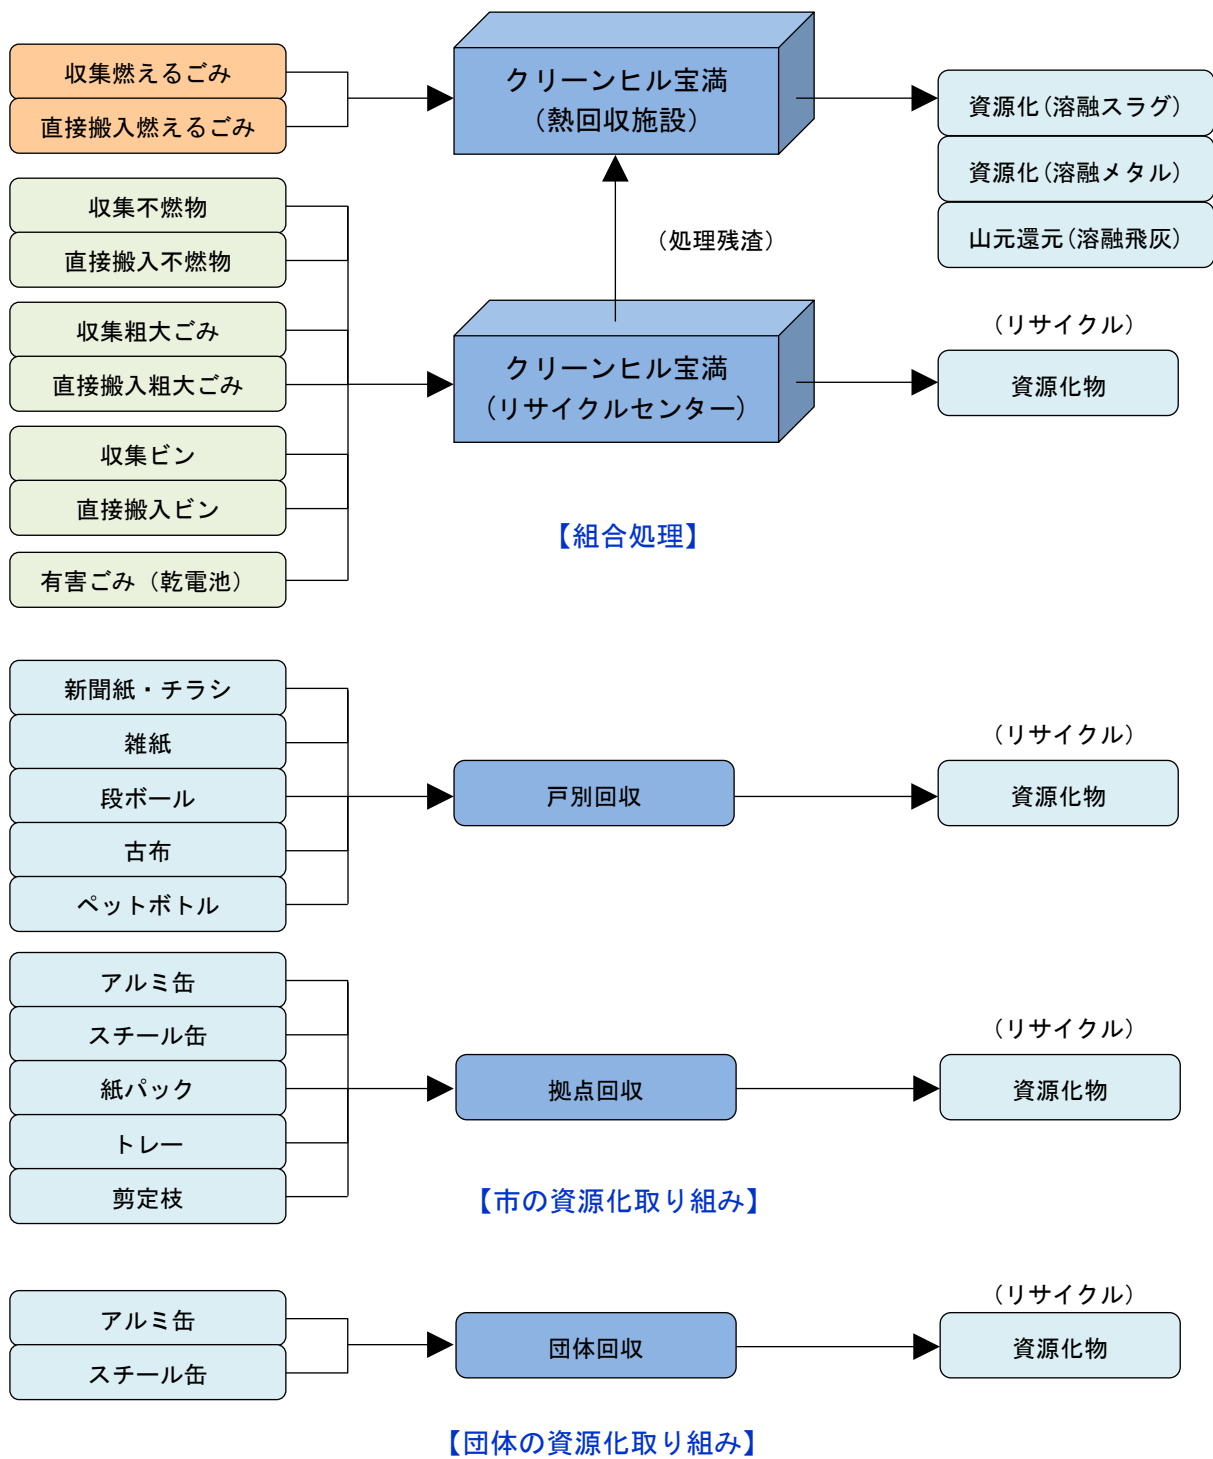 収集燃えるごみ
直接搬入燃えるごみ
クリーンヒル宝満
（熱回収施設）
資源化（溶融スラグ）
資源化（溶融メタル）
山元還元（溶融飛灰）
収集不燃物
直接搬入不燃物
（処理残渣）
収集粗大ごみ
直接搬入粗大ごみ
クリーンヒル宝満
（リサイクルセンター）
（リサイクル）
資源化物
収集ビン
直接搬入ビン
有害ごみ（乾電池）
【組合処理】
新聞紙・チラシ
雑紙
段ボール
古布
ペットボトル
戸別回収
（リサイクル）
資源化物
アルミ缶
スチール缶
紙パック
トレー
剪定枝
拠点回収
（リサイクル）
資源化物
【市の資源化取り組み】
アルミ缶
スチール缶
団体回収
（リサイクル）
資源化物
【団体の資源化取り組み】